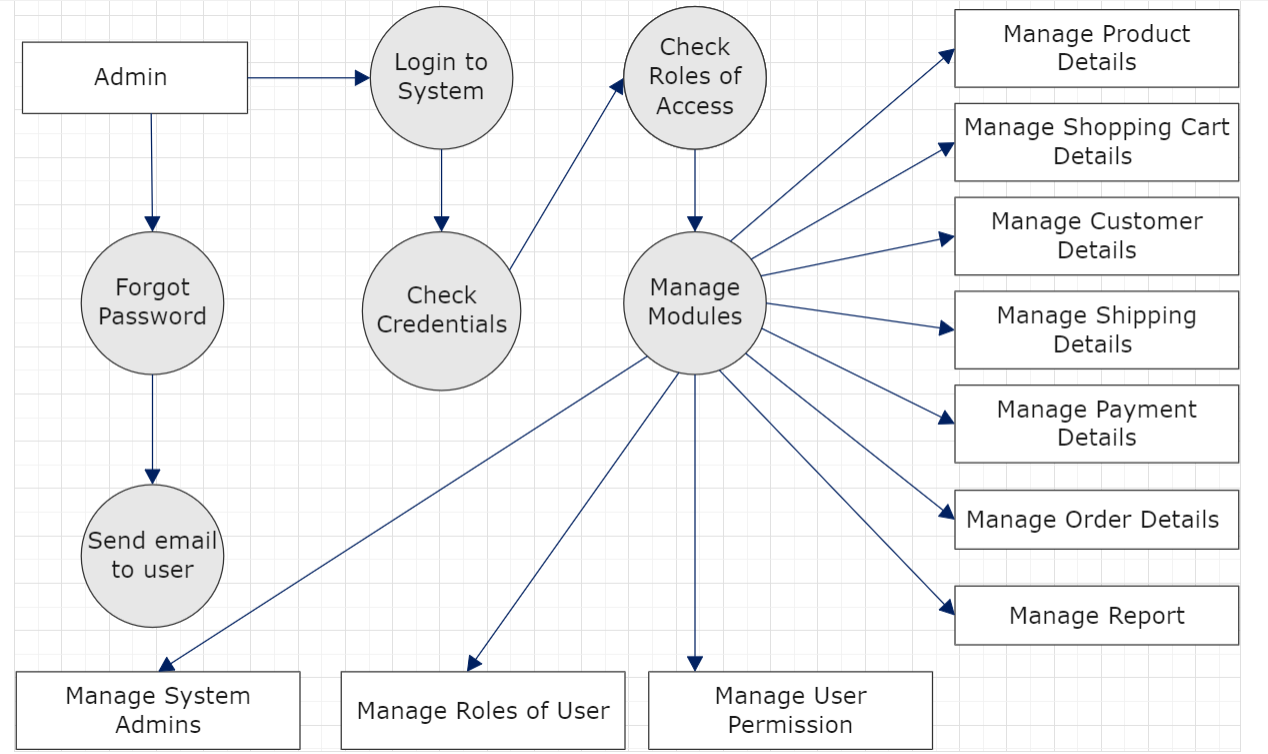 Admin
Login to
System
Check
Roles of
Access
Manage Product
Details
Manage Shopping Cart
Details
Manage Customer
Details
Forgot
Password
Check
Credentials
Manage
Modules
Manage Shipping
Details
Manage Payment
Details
Manage Order Details
Send email
to user
Manage Report
Manage System
Admins
Manage Roles of User
Manage User
Permission